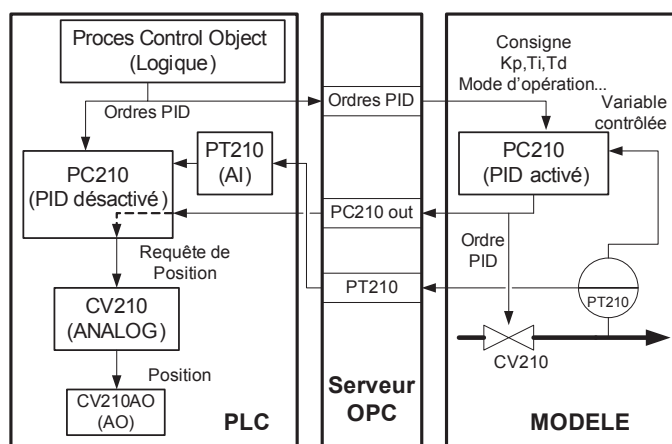 Proces Control Object
(Logique)
Ordres PID
PC210
(PID désactivé)
PT210
(AI)
Requête de
Position
CV210
(ANALOG)
Position
CV210AO
(AO)
PLC
Ordres PID
PC210 out
PT210
Serveur
OPC
Consigne
Kp,Ti,Td
Mode d'opération...
Variable
contrôlée
PC210
(PID activé)
Ordre
PID
PT210
CV210
MODELE